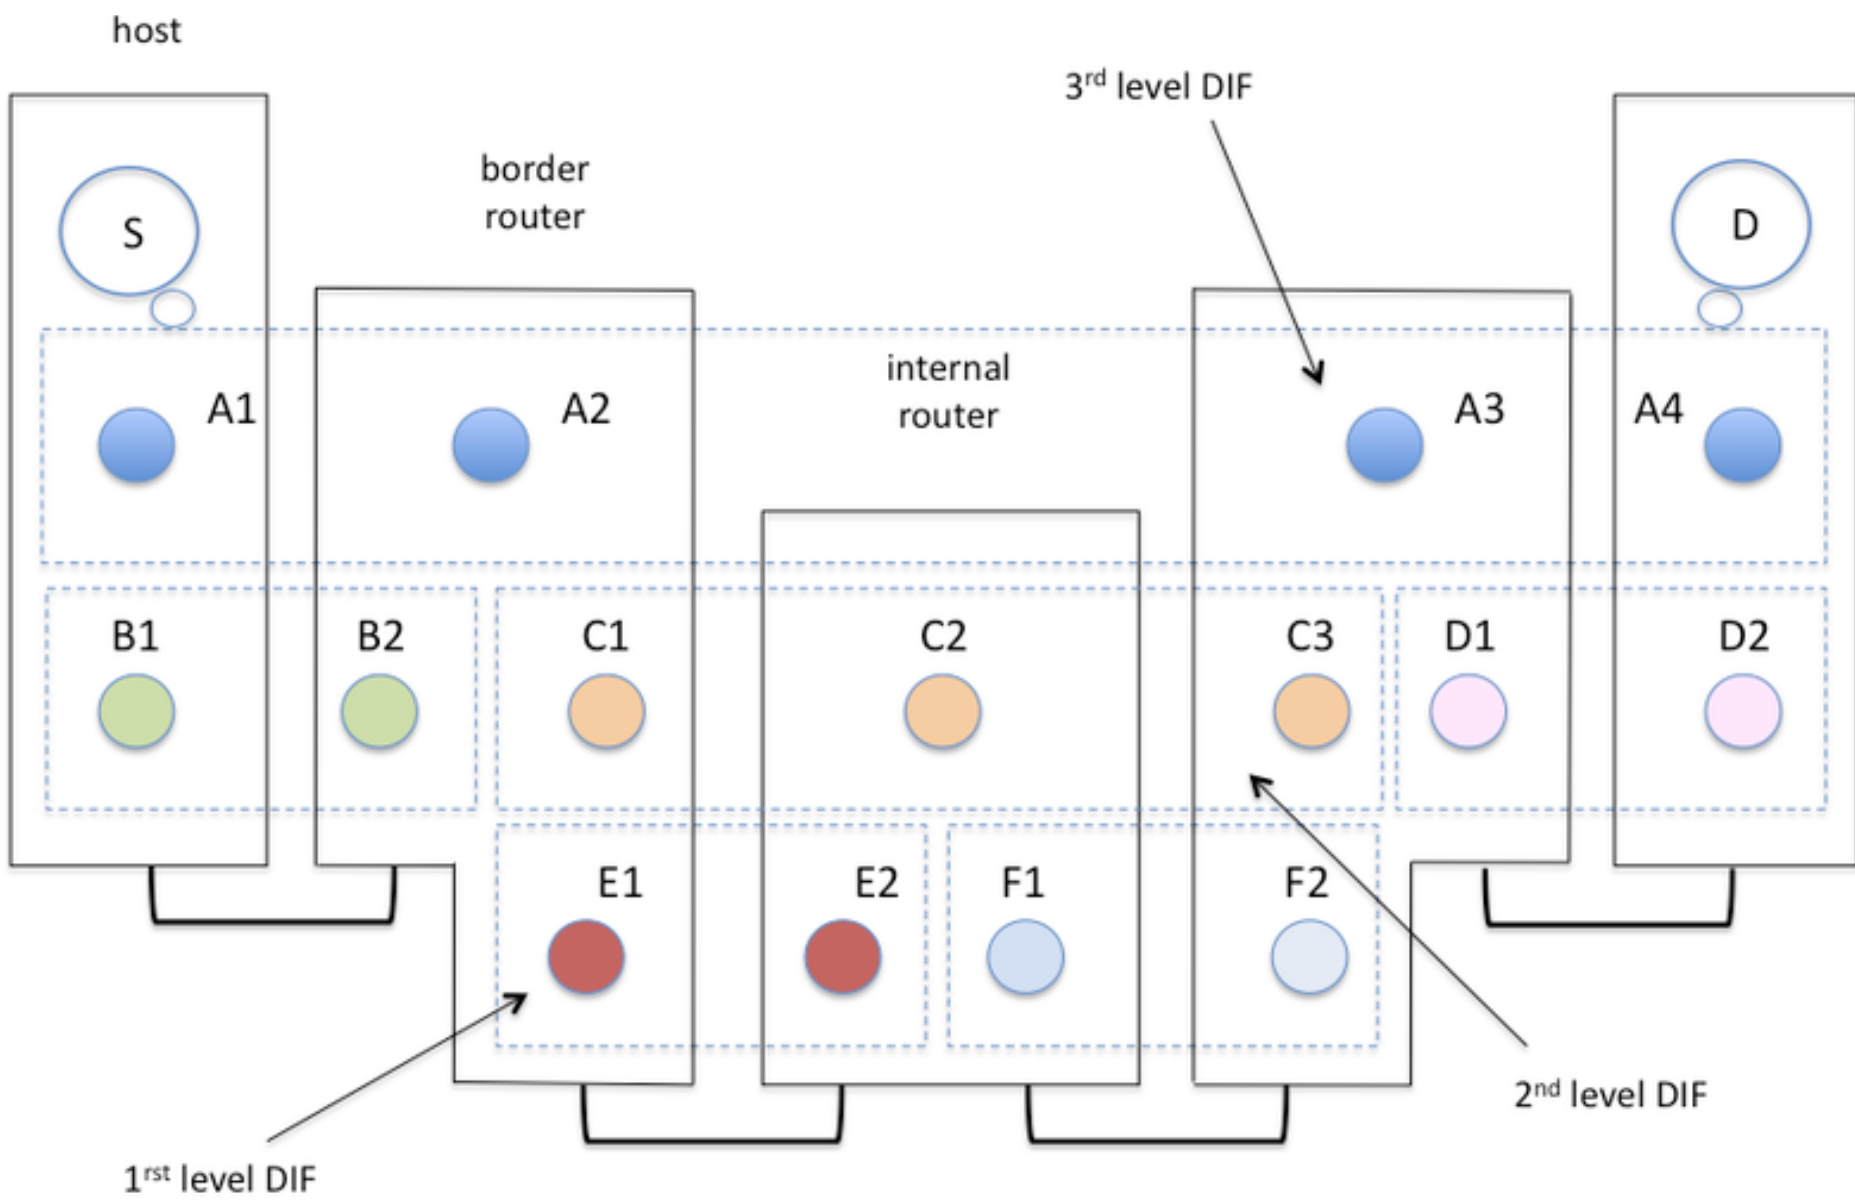 host
3rd level DIF
border
router
S
D
internal
router
A1
A2
A3
A4
B1
B2
C1
C2
C3
D1
D2
E1
E2
F1
F2
2nd level DIF
1rst level DIF